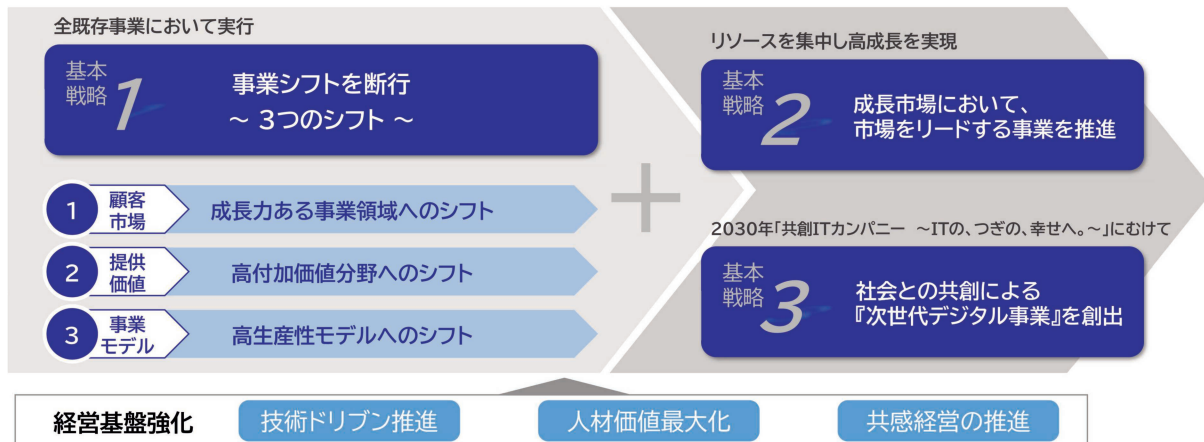 全既存事業において実行
基本
戦略
1
事業シフトを断行
~ 3つのシフト ~
1
顧客
市場
成長力ある事業領域へのシフト
2
提供
価値
高付加価値分野へのシフト
3
事業
モデル
高生産性モデルへのシフト
+
リソースを集中し高成長を実現
基本
戦略
2
成長市場において、
市場をリードする事業を推進
2030年「共創ITカンパニー ~ITの、つぎの、幸せへ。~」にむけて
基本
戦略
3
社会との共創による
『次世代デジタル事業』を創出
経営基盤強化 技術ドリブン推進 人材価値最大化 共感経営の推進